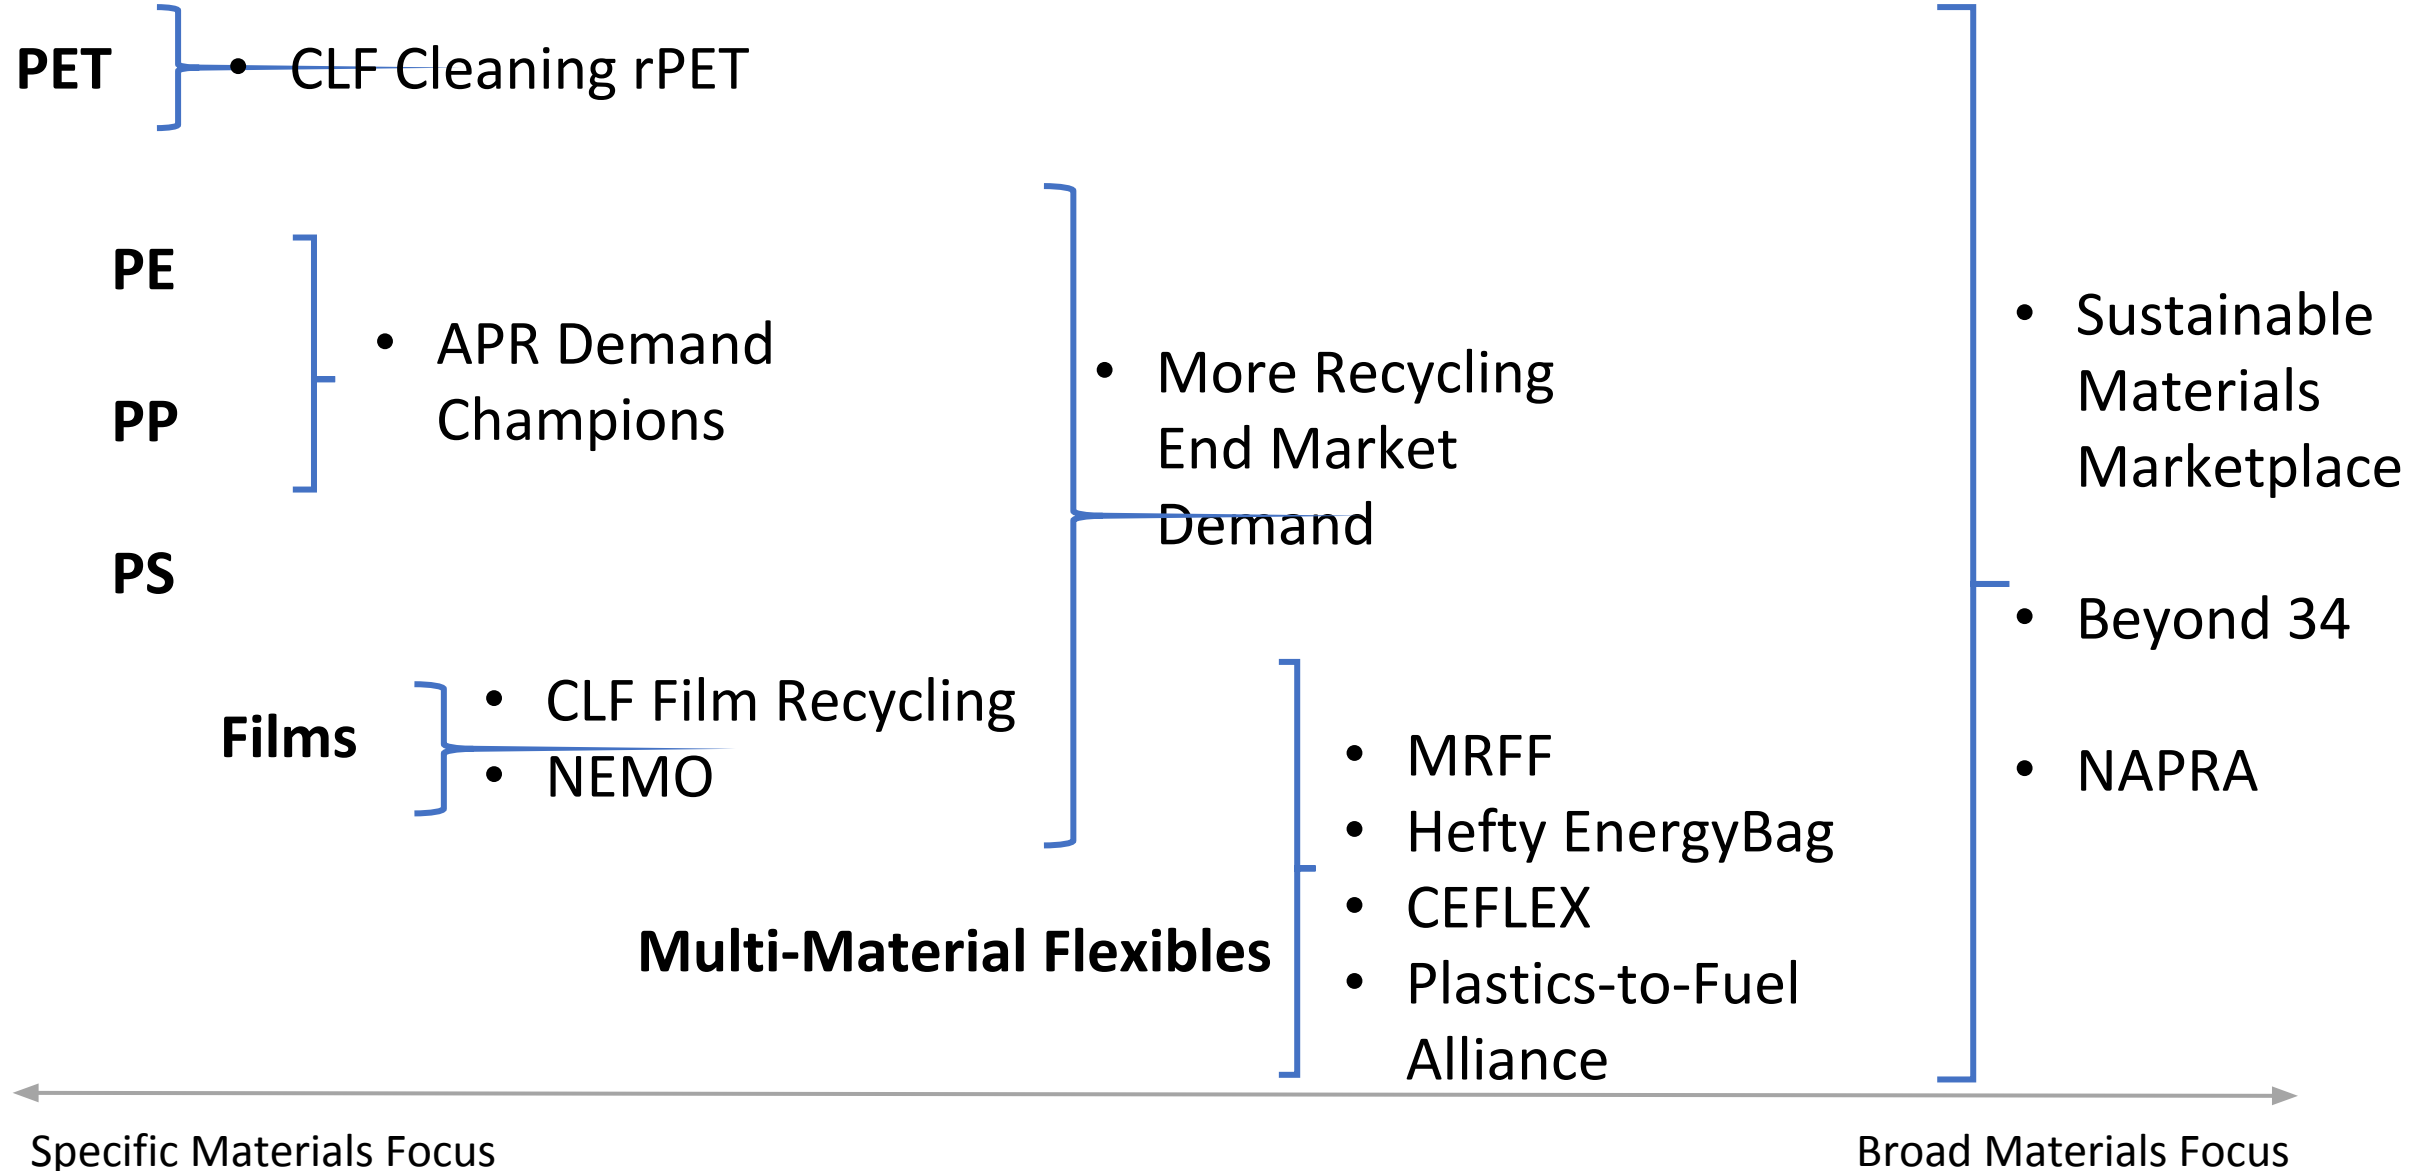 PET
• CLF Cleaning rPET
PE
PP
PS
• APR Demand
Champions
Films
• CLF Film Recycling
• NEMO
• More Recycling
End Market
Demand
Multi-Material Flexibles
• MRFF
• Hefty EnergyBag
• CEFLEX
• Plastics-to-Fuel
Alliance
• Sustainable
Materials
Marketplace
• Beyond 34
• NAPRA
Specific Materials Focus
Broad Materials Focus